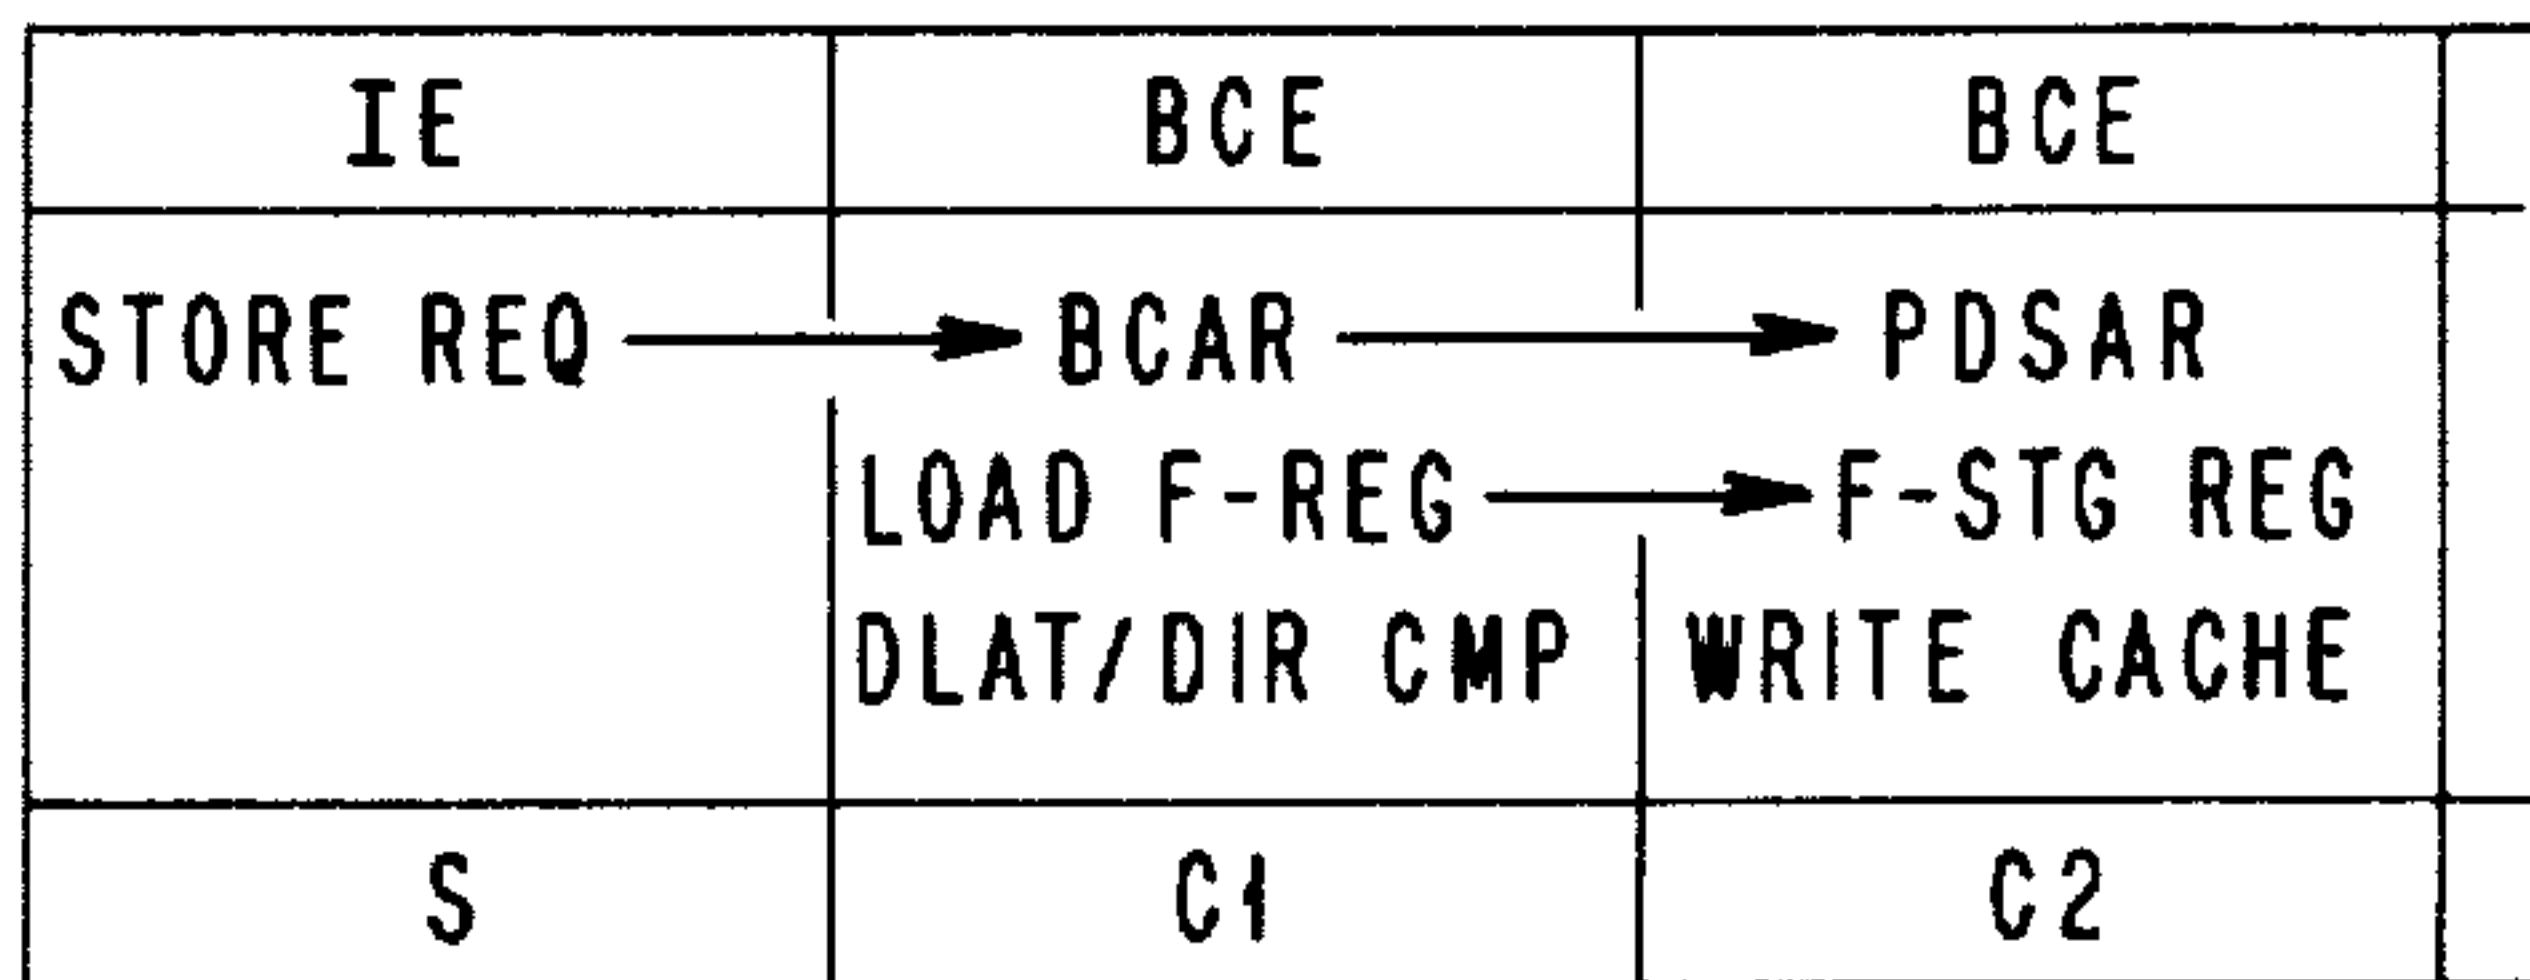 IE BCE BCE
STORE REQ BCAR PDSAR
LOAD F-REG F-STG REG
DLAT/DIR CMP WRITE CACHE
S C1 C2